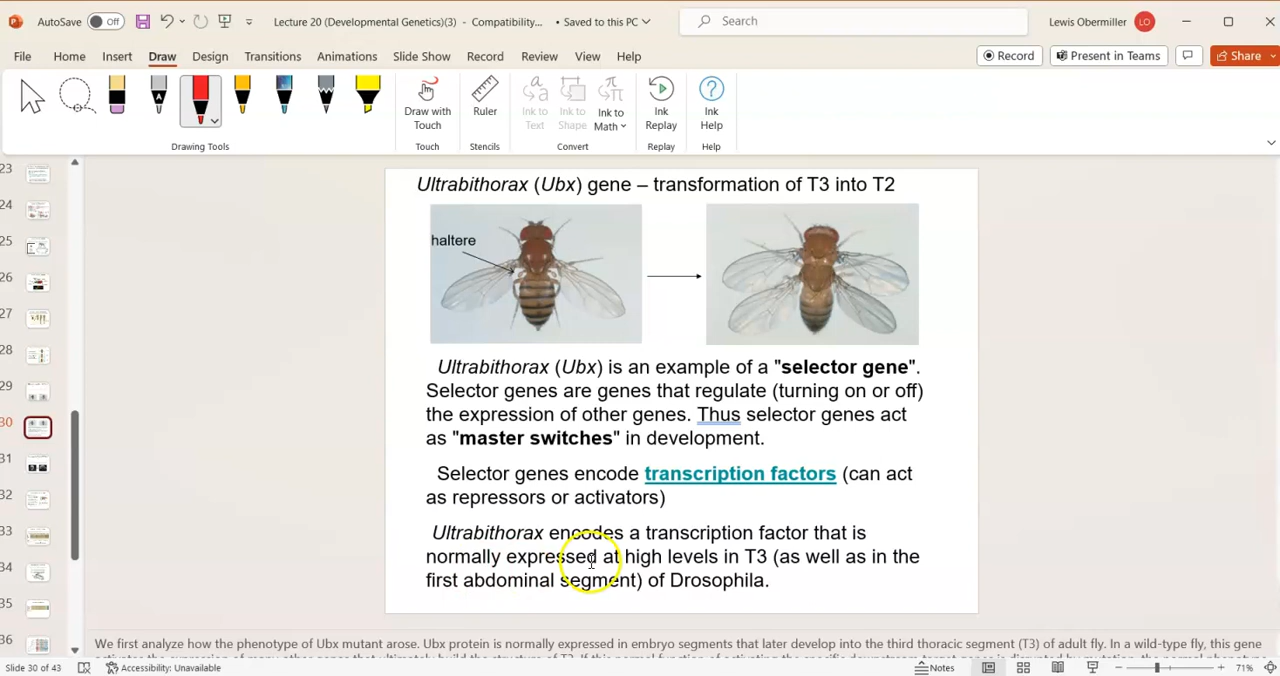 AutoSave Off Lecture 20 (Developmental Genetics)(3) - Compatibility... • Saved to this PC Search Lewis Obermiller LO
File Home Insert Draw Design Transitions Animations Slide Show Record Review View Help Record Present in Teams Share
Draw with Touch
Ruler
Ink to Text
Ink to Shape
Ink to Math
Ink Replay
Ink Help
Drawing Tools Touch Stencils Convert Replay Help
23
24
25
26
27
28
29
30
31
32
33
34
35
36
Ultrabithorax (Ubx) gene – transformation of T3 into T2
haltere
Ultrabithorax (Ubx) is an example of a "selector gene".
Selector genes are genes that regulate (turning on or off)
the expression of other genes. Thus selector genes act
as "master switches" in development.
Selector genes encode transcription factors (can act
as repressors or activators)
Ultrabithorax encodes a transcription factor that is
normally expressed at high levels in T3 (as well as in the
first abdominal segment) of Drosophila.
We first analyze how the phenotype of Ubx mutant arose. Ubx protein is normally expressed in embryo segments that later develop into the third thoracic segment (T3) of adult fly. In a wild-type fly, this gene
Slide 30 of 43 Accessibility: Unavailable Notes 71%